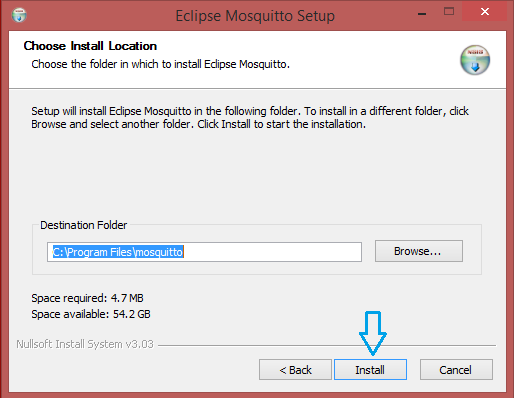 Eclipse Mosquitto Setup
Choose Install Location
Choose the folder in which to install Eclipse Mosquitto.
Setup will install Eclipse Mosquitto in the following folder. To install in a different folder, click
Browse and select another folder. Click Install to start the installation.
Destination Folder
C:\Program Files\mosquitto
Browse...
Space required: 4.7 MB
Space available: 54.2 GB
Nullsoft Install System v3.03
< Back
Install
Cancel